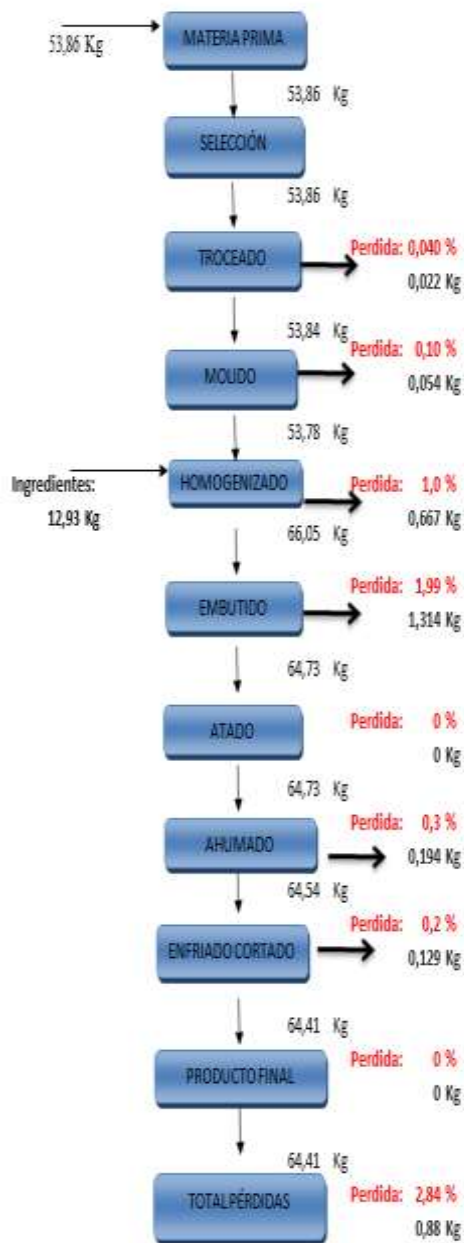 53,86 Kg
MATERIA PRIMA
53,86 Kg
SELECCIÓN
53,86 Kg
TROCEADO
Perdida: 0,040 %
0,022 Kg
53,84 Kg
MOLIDO
Perdida: 0,10 %
0,054 Kg
53,78 Kg
Ingredientes:
12,93 Kg
HOMOGENIZADO
Perdida: 1,0 %
0,667 Kg
66,05 Kg
EMBUTIDO
Perdida: 1,99 %
1,314 Kg
64,73 Kg
ATADO
Perdida: 0 %
0 Kg
64,73 Kg
AHUMADO
Perdida: 0,3 %
0,194 Kg
64,54 Kg
ENFRIADO CORTADO
Perdida: 0,2 %
0,129 Kg
64,41 Kg
PRODUCTO FINAL
Perdida: 0 %
0 Kg
64,41 Kg
TOTAL PÉRDIDAS
Perdida: 2,84 %
0,88 Kg